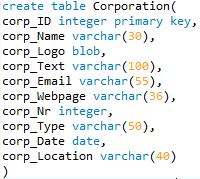 create table Corporation(
corp_ID integer primary key,
corp_Name varchar(30),
corp_Logo blob,
corp_Text varchar(100),
corp_Email varchar(55),
corp_Webpage varchar(36),
corp_Nr integer,
corp_Type varchar(50),
corp_Date date,
corp_Location varchar(40)
)